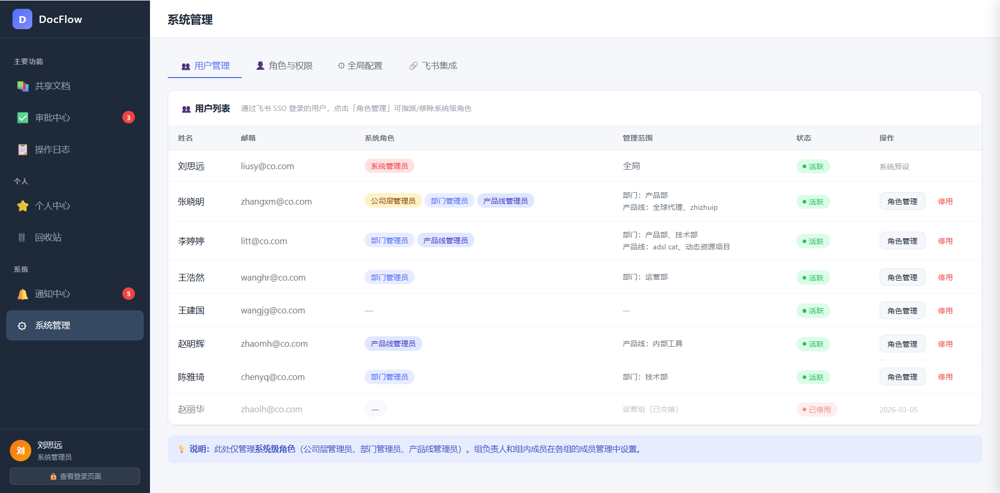 D DocFlow
主要功能
共享文档
审批中心 3
操作日志
个人
个人中心
回收站
系统
通知中心 5
系统管理
刘 刘思远
系统管理员
查看登录页面
系统管理
用户管理 角色与权限 全局配置 飞书集成
用户列表 通过飞书 SSO 登录的用户，点击「角色管理」可指派/移除系统级角色
姓名 邮箱 系统角色 管理范围 状态 操作
刘思远 liusy@co.com 系统管理员 全局 活跃 系统预设
张晓明 zhangxm@co.com 公司层管理员 部门管理员 产品线管理员 部门：产品部 活跃 角色管理 停用
产品线：全球代理、zhizhuip
李婷婷 litt@co.com 部门管理员 产品线管理员 部门：产品部、技术部 活跃 角色管理 停用
产品线：adsl cat、动态资源项目
王浩然 wanghr@co.com 部门管理员 部门：运营部 活跃 角色管理 停用
王建国 wangjg@co.com — — 活跃 角色管理 停用
赵明辉 zhaomh@co.com 产品线管理员 产品线：内部工具 活跃 角色管理 停用
陈雅琦 chenyq@co.com 部门管理员 部门：技术部 活跃 角色管理 停用
赵丽华 zhaolh@co.com — 运营组（已交接） 已停用 2026-03-05
说明：此处仅管理系统级角色（公司层管理员、部门管理员、产品线管理员）。组负责人和组内成员在各组的成员管理中设置。